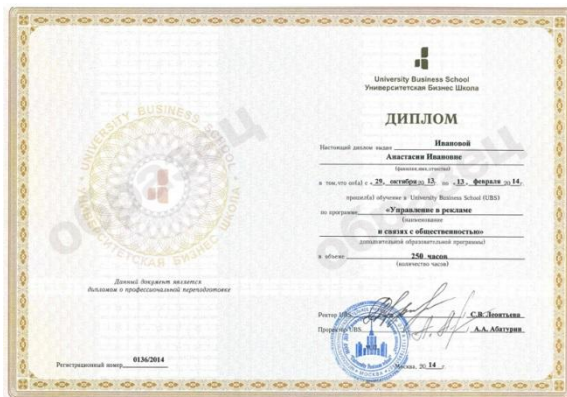 UNIVERSITY BUSINESS SCHOOL
УНИВЕРСИТЕТСКАЯ БИЗНЕС ШКОЛА
образец
Данный документ является
дипломом о профессиональной переподготовке
Регистрационный номер 0136/2014
University Business School
Университетская Бизнес Школа
ДИПЛОМ
образец
Настоящий диплом выдан Ивановой
Анастасии Ивановне
(фамилия, имя, отчество)
в том, что он(а) с «29» октября 20 13 по «13» февраля 20 14
прошел(а) обучение в University Business School (UBS)
по программе «Управление в рекламе
(наименование
и связях с общественностью»
дополнительной образовательной программы)
в объеме 250 часов
(количество часов)
Ректор UBS С.В. Леонтьева
Проректор UBS А.А. Абатурин
Москва, 20 14 г.